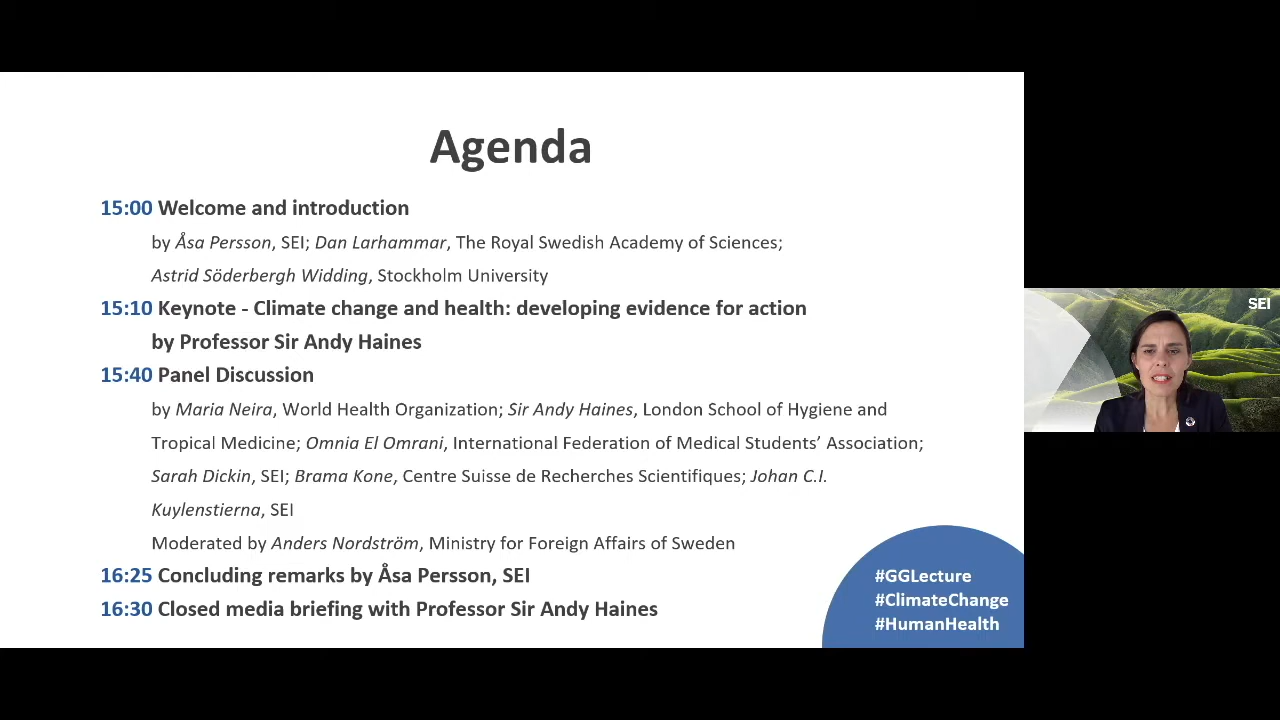 Agenda
15:00 Welcome and introduction
by Åsa Persson, SEI; Dan Larhammar, The Royal Swedish Academy of Sciences;
Astrid Söderbergh Widding, Stockholm University
15:10 Keynote - Climate change and health: developing evidence for action
by Professor Sir Andy Haines
15:40 Panel Discussion
by Maria Neira, World Health Organization; Sir Andy Haines, London School of Hygiene and
Tropical Medicine; Omnia El Omrani, International Federation of Medical Students’ Association;
Sarah Dickin, SEI; Brama Kone, Centre Suisse de Recherches Scientifiques; Johan C.I.
Kuylenstierna, SEI
Moderated by Anders Nordström, Ministry for Foreign Affairs of Sweden
16:25 Concluding remarks by Åsa Persson, SEI
16:30 Closed media briefing with Professor Sir Andy Haines
#GGLecture
#ClimateChange
#HumanHealth
SEI